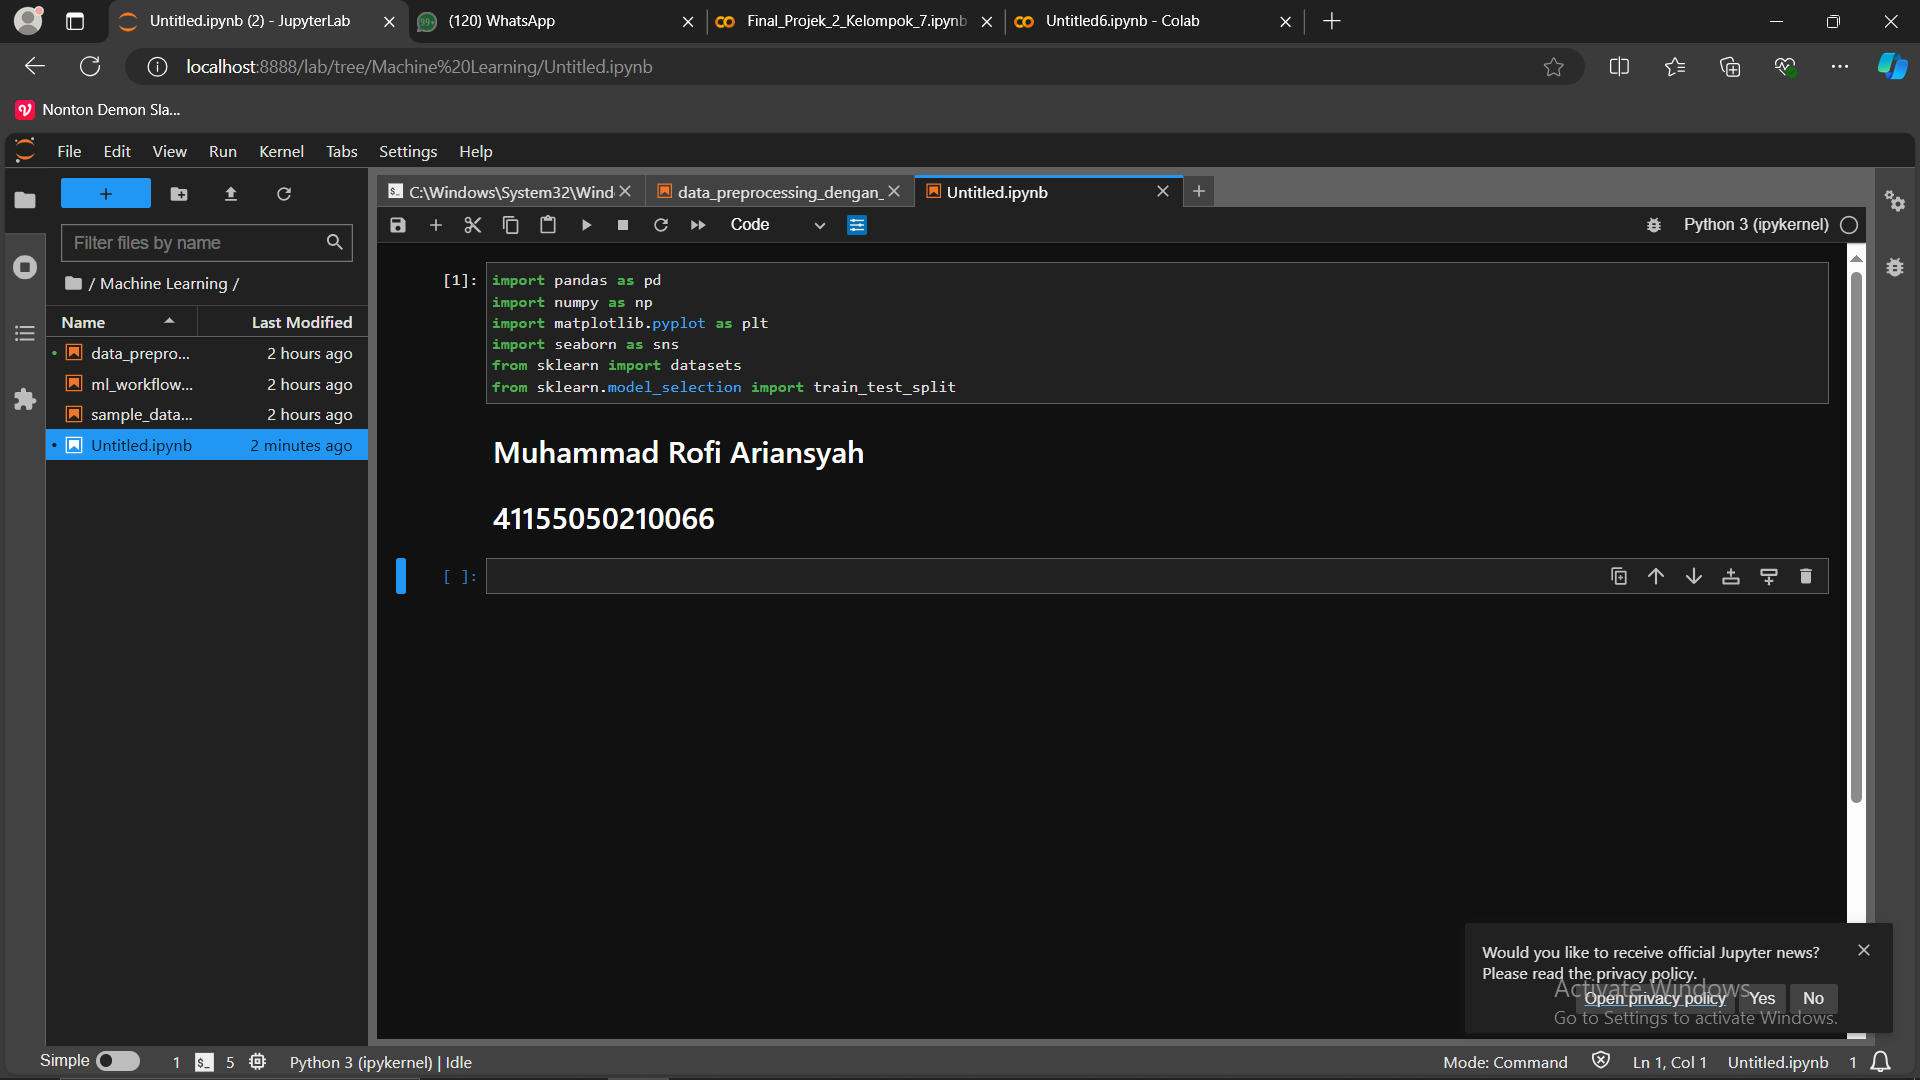 Untitled.ipynb (2) - JupyterLab
99+
(120) WhatsApp
Final_Projek_2_Kelompok_7.ipynb
Untitled6.ipynb - Colab
localhost:8888/lab/tree/Machine%20Learning/Untitled.ipynb
Nonton Demon Sla...
File Edit View Run Kernel Tabs Settings Help
C:\Windows\System32\Wind
data_preprocessing_dengan_
Untitled.ipynb
Code
Python 3 (ipykernel)
Filter files by name
/ Machine Learning /
Name Last Modified
data_prepro... 2 hours ago
ml_workflow... 2 hours ago
sample_data... 2 hours ago
Untitled.ipynb 2 minutes ago
[1]: import pandas as pd
import numpy as np
import matplotlib.pyplot as plt
import seaborn as sns
from sklearn import datasets
from sklearn.model_selection import train_test_split
Muhammad Rofi Ariansyah
41155050210066
[ ]:
Would you like to receive official Jupyter news?
Please read the privacy policy.
Open privacy policy Yes No
Activate Windows
Go to Settings to activate Windows.
Simple 1 $_ 5 Python 3 (ipykernel) | Idle
Mode: Command Ln 1, Col 1 Untitled.ipynb 1